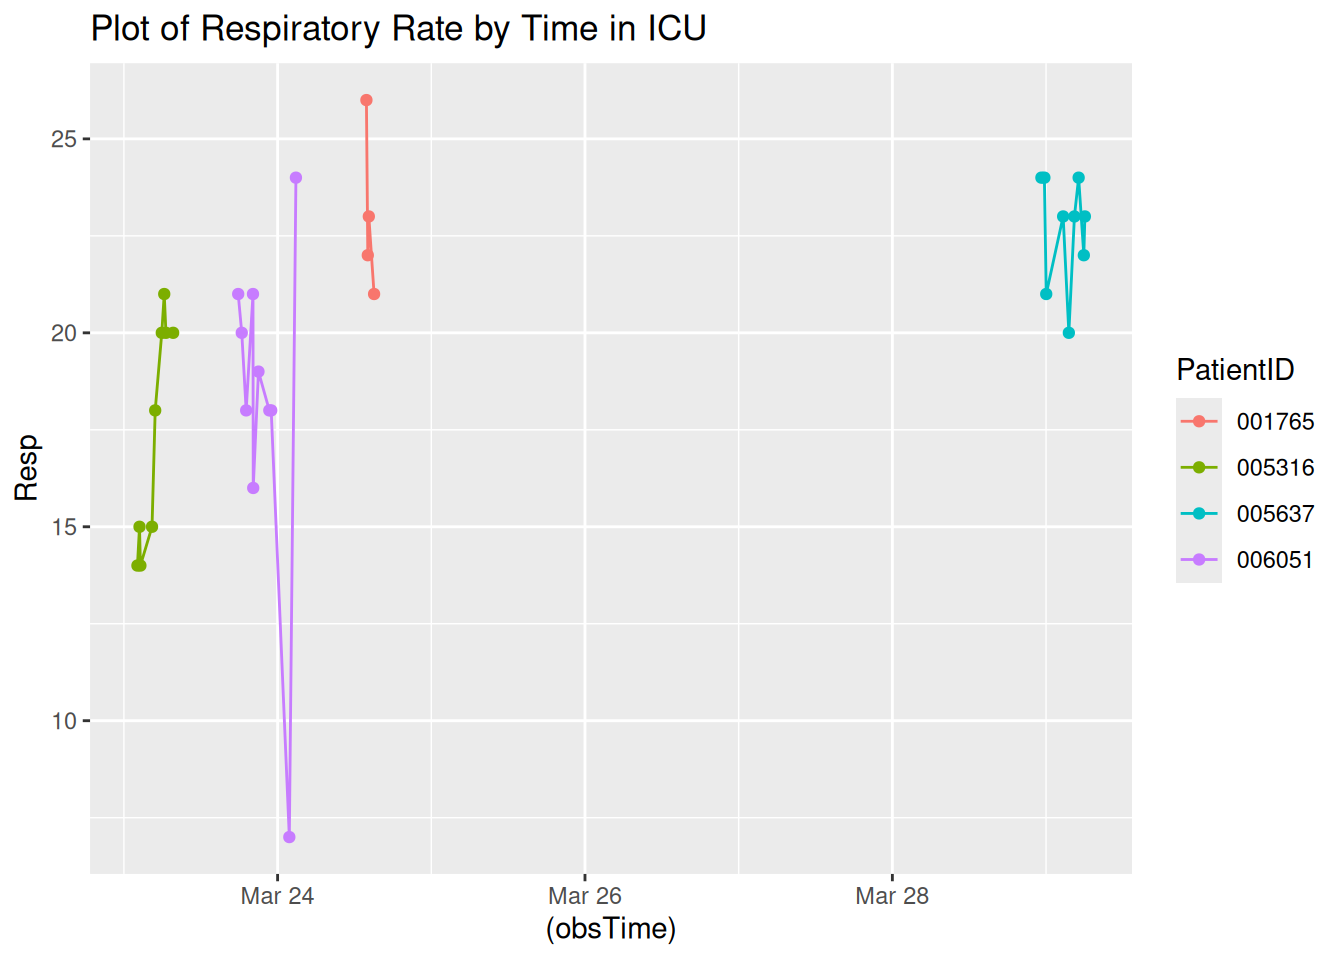 Plot of Respiratory Rate by Time in ICU
25
20
15
10
Resp
Mar 24
Mar 26
Mar 28
(obsTime)
PatientID
001765
005316
005637
006051